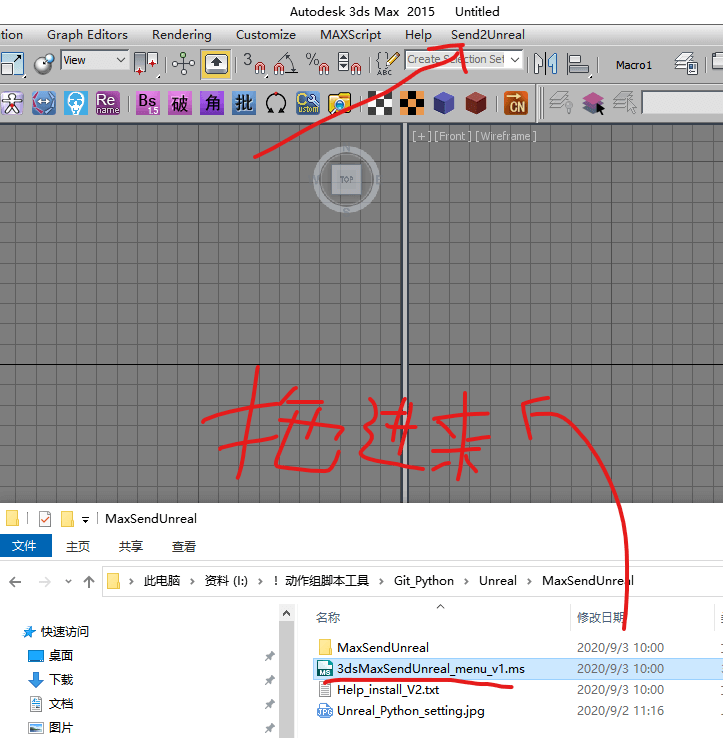 Autodesk 3ds Max 2015 Untitled
tion Graph Editors Rendering Customize MAXScript Help Send2Unreal
View 3 % ABC Create Selection Set Macro1
Re name Bs 1.5 破 角 批 C ustom CN
[+][Front][Wireframe]
N
TOP
拖进来
MaxSendUnreal
文件 主页 共享 查看
此电脑 资料 (I:) ！动作组脚本工具 Git_Python Unreal MaxSendUnreal
名称 修改日期
快速访问
桌面
下载
文档
图片
MaxSendUnreal 2020/9/3 10:00
MS 3dsMaxSendUnreal_menu_v1.ms 2020/9/3 10:00
Help_install_V2.txt 2020/9/3 10:00
JPG Unreal_Python_setting.jpg 2020/9/2 11:16